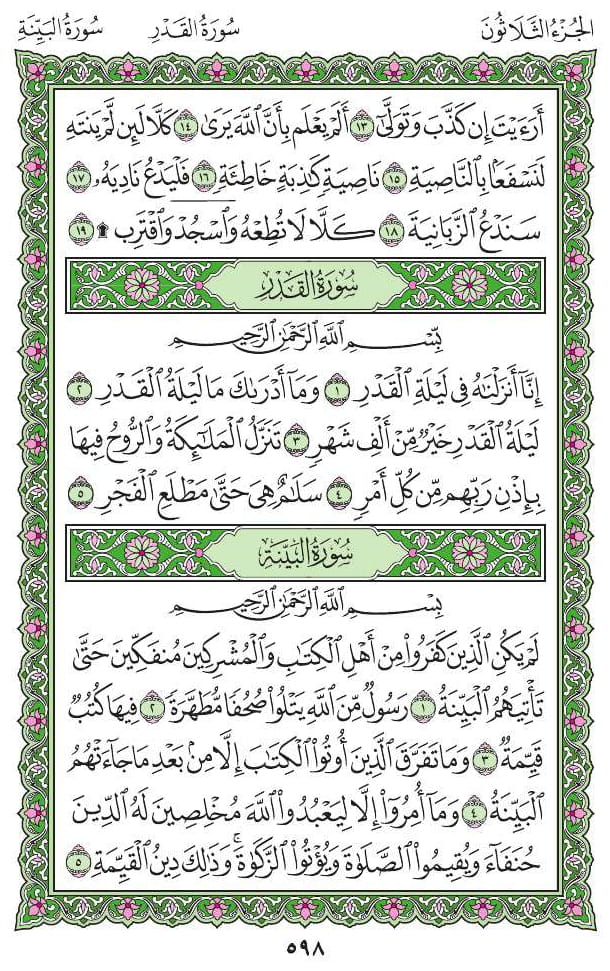 الجُزْءُ الثَّلَاثُونَ سُورَةُ القَدْرِ سُورَةُ البَيِّنَةِ
أَرَءَيْتَ إِن كَذَّبَ وَتَوَلَّىٰٓ ١٣ أَلَمْ يَعْلَم بِأَنَّ ٱللَّهَ يَرَىٰ ١٤ كَلَّا لَئِن لَّمْ يَنتَهِ
لَنَسْفَعًۢا بِٱلنَّاصِيَةِ ١٥ نَاصِيَةٍ كَٰذِبَةٍ خَاطِئَةٍ ١٦ فَلْيَدْعُ نَادِيَهُۥ ١٧
سَنَدْعُ ٱلزَّبَانِيَةَ ١٨ كَلَّا لَا تُطِعْهُ وَٱسْجُدْ وَٱقْتَرِب ۩ ١٩
سُورَةُ القَدْرِ
بِسْمِ ٱللَّهِ ٱلرَّحْمَٰنِ ٱلرَّحِيمِ
إِنَّآ أَنزَلْنَٰهُ فِى لَيْلَةِ ٱلْقَدْرِ ١ وَمَآ أَدْرَىٰكَ مَا لَيْلَةُ ٱلْقَدْرِ ٢
لَيْلَةُ ٱلْقَدْرِ خَيْرٌ مِّنْ أَلْفِ شَهْرٍ ٣ تَنَزَّلُ ٱلْمَلَٰٓئِكَةُ وَٱلرُّوحُ فِيهَا
بِإِذْنِ رَبِّهِم مِّن كُلِّ أَمْرٍ ٤ سَلَٰمٌ هِىَ حَتَّىٰ مَطْلَعِ ٱلْفَجْرِ ٥
سُورَةُ البَيِّنَةِ
بِسْمِ ٱللَّهِ ٱلرَّحْمَٰنِ ٱلرَّحِيمِ
لَمْ يَكُنِ ٱلَّذِينَ كَفَرُوا۟ مِنْ أَهْلِ ٱلْكِتَٰبِ وَٱلْمُشْرِكِينَ مُنفَكِّينَ حَتَّىٰ
تَأْتِيَهُمُ ٱلْبَيِّنَةُ ١ رَسُولٌ مِّنَ ٱللَّهِ يَتْلُوا۟ صُحُفًا مُّطَهَّرَةً ٢ فِيهَا كُتُبٌ
قَيِّمَةٌ ٣ وَمَا تَفَرَّقَ ٱلَّذِينَ أُوتُوا۟ ٱلْكِتَٰبَ إِلَّا مِنۢ بَعْدِ مَا جَآءَتْهُمُ
ٱلْبَيِّنَةُ ٤ وَمَآ أُمِرُوٓا۟ إِلَّا لِيَعْبُدُوا۟ ٱللَّهَ مُخْلِصِينَ لَهُ ٱلدِّينَ
حُنَفَآءَ وَيُقِيمُوا۟ ٱلصَّلَوٰةَ وَيُؤْتُوا۟ ٱلزَّكَوٰةَ ۚ وَذَٰلِكَ دِينُ ٱلْقَيِّمَةِ ٥
٥٩٨